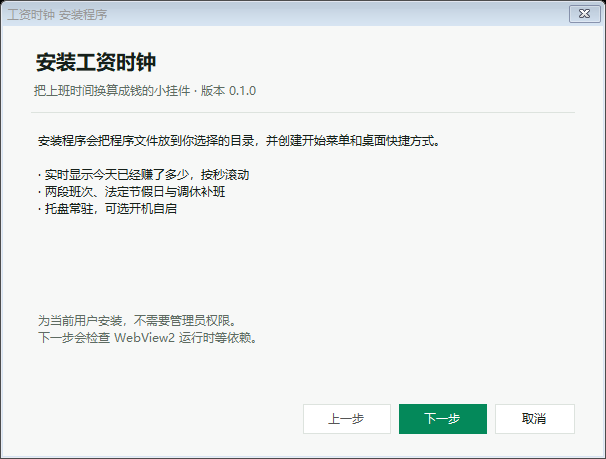 工资时钟 安装程序
安装工资时钟
把上班时间换算成钱的小挂件 · 版本 0.1.0
安装程序会把程序文件放到你选择的目录，并创建开始菜单和桌面快捷方式。
· 实时显示今天已经赚了多少，按秒滚动
· 两段班次、法定节假日与调休补班
· 托盘常驻，可选开机自启
为当前用户安装，不需要管理员权限。
下一步会检查 WebView2 运行时等依赖。
上一步
下一步
取消